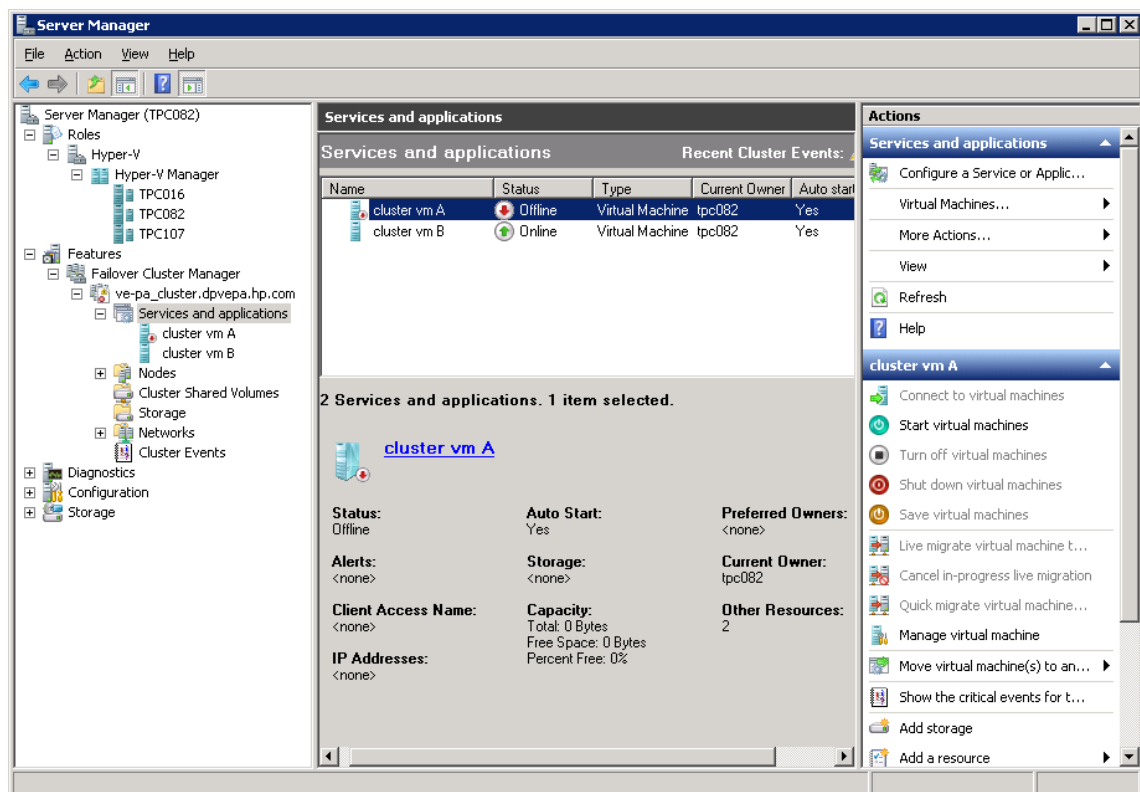 Server Manager
File Action View Help
Server Manager (TPC082)
Roles
Hyper-V
Hyper-V Manager
TPC016
TPC082
TPC107
Features
Failover Cluster Manager
ve-pa_cluster.dpvepa.hp.com
Services and applications
cluster vm A
cluster vm B
Nodes
Cluster Shared Volumes
Storage
Networks
Cluster Events
Diagnostics
Configuration
Storage
Services and applications
Services and applications Recent Cluster Events:
Name Status Type Current Owner Auto start
cluster vm A Offline Virtual Machine tpc082 Yes
cluster vm B Online Virtual Machine tpc082 Yes
2 Services and applications. 1 item selected.
cluster vm A
Status: Auto Start: Preferred Owners:
Offline Yes <none>
Alerts: Storage: Current Owner:
<none> <none> tpc082
Client Access Name: Capacity: Other Resources:
<none> Total: 0 Bytes 2
Free Space: 0 Bytes
IP Addresses: Percent Free: 0%
<none>
Actions
Services and applications
Configure a Service or Applic...
Virtual Machines...
More Actions...
View
Refresh
Help
cluster vm A
Connect to virtual machines
Start virtual machines
Turn off virtual machines
Shut down virtual machines
Save virtual machines
Live migrate virtual machine t...
Cancel in-progress live migration
Quick migrate virtual machine...
Manage virtual machine
Move virtual machine(s) to an...
Show the critical events for t...
Add storage
Add a resource